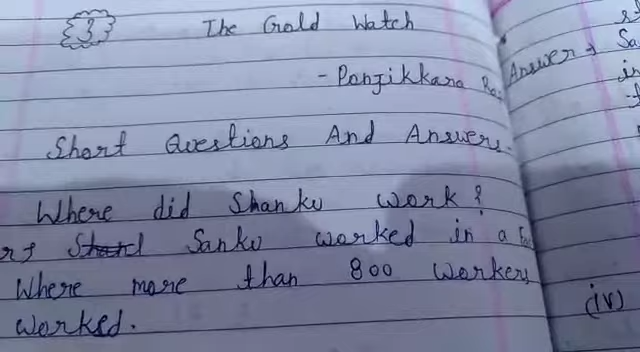 3 The Gold Watch
- Ponjikkara
Short Questions And Answers.
Where did Shanku work?
Sanku worked in a
Where more than 800 workers
Worked.
Answer →
(iv)